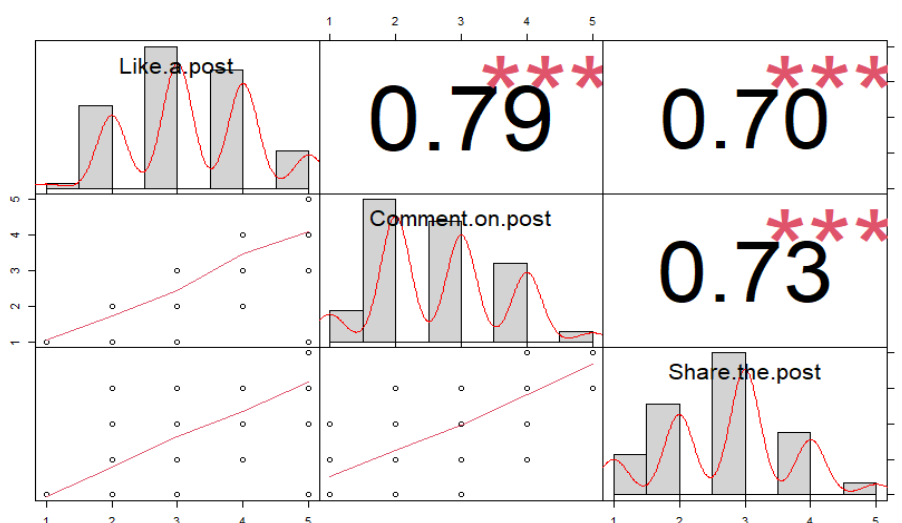 1 2 3 4 5
Like.a.post
0.79***
0.70***
Comment.on.post
0.73***
5
4
3
2
1
Share.the.post
1 2 3 4 5
1 2 3 4 5